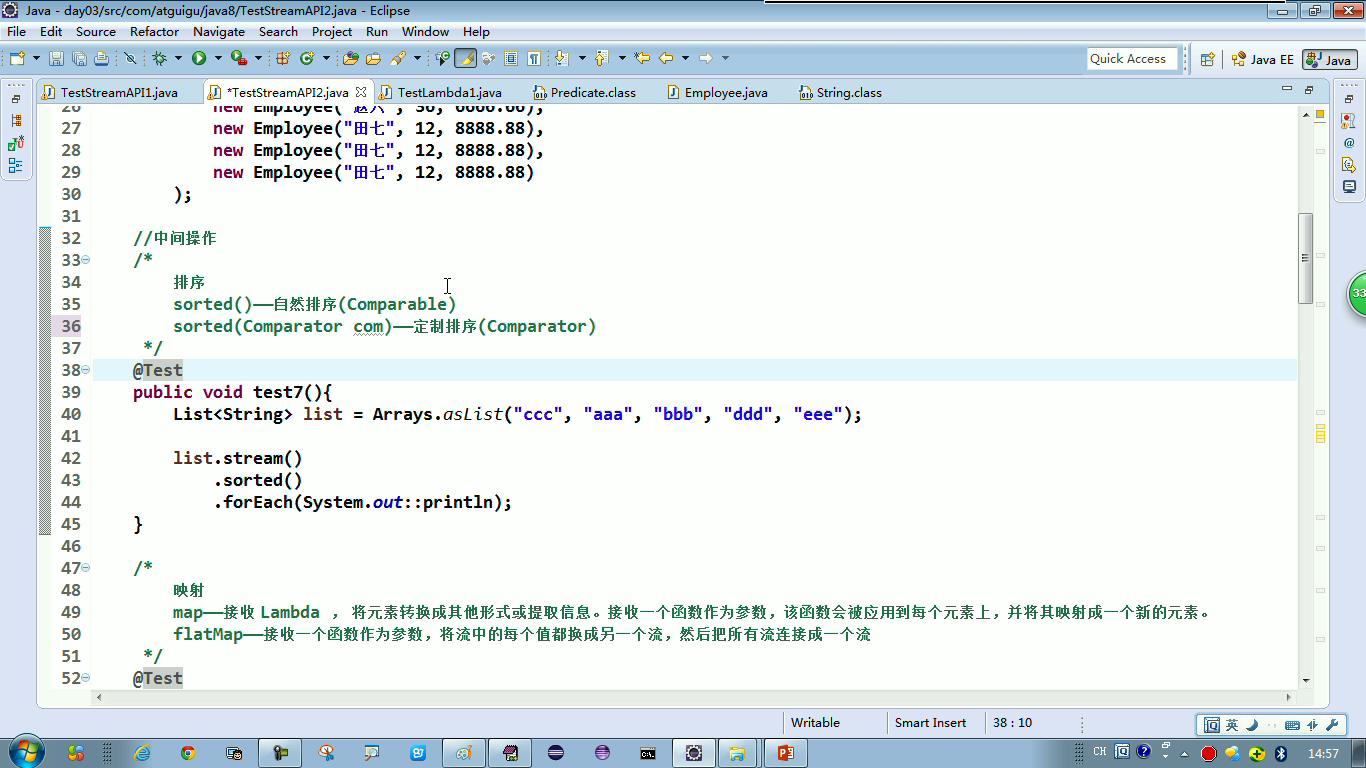 Java - day03/src/com/atguigu/java8/TestStreamAPI2.java - Eclipse
File Edit Source Refactor Navigate Search Project Run Window Help
Quick Access
Java EE
Java
TestStreamAPI1.java
*TestStreamAPI2.java
TestLambda1.java
Predicate.class
Employee.java
String.class
26 new Employee("赵六", 36, 6666.66),
27 new Employee("田七", 12, 8888.88),
28 new Employee("田七", 12, 8888.88),
29 new Employee("田七", 12, 8888.88)
30 );
31
32 //中间操作
33 /*
34 排序
35 sorted()——自然排序(Comparable)
36 sorted(Comparator com)——定制排序(Comparator)
37 */
38 @Test
39 public void test7(){
40 List<String> list = Arrays.asList("ccc", "aaa", "bbb", "ddd", "eee");
41
42 list.stream()
43 .sorted()
44 .forEach(System.out::println);
45 }
46
47 /*
48 映射
49 map——接收 Lambda ， 将元素转换成其他形式或提取信息。接收一个函数作为参数，该函数会被应用到每个元素上，并将其映射成一个新的元素。
50 flatMap——接收一个函数作为参数，将流中的每个值都换成另一个流，然后把所有流连接成一个流
51 */
52 @Test
33
Writable
Smart Insert
38 : 10
英
CH
14:57